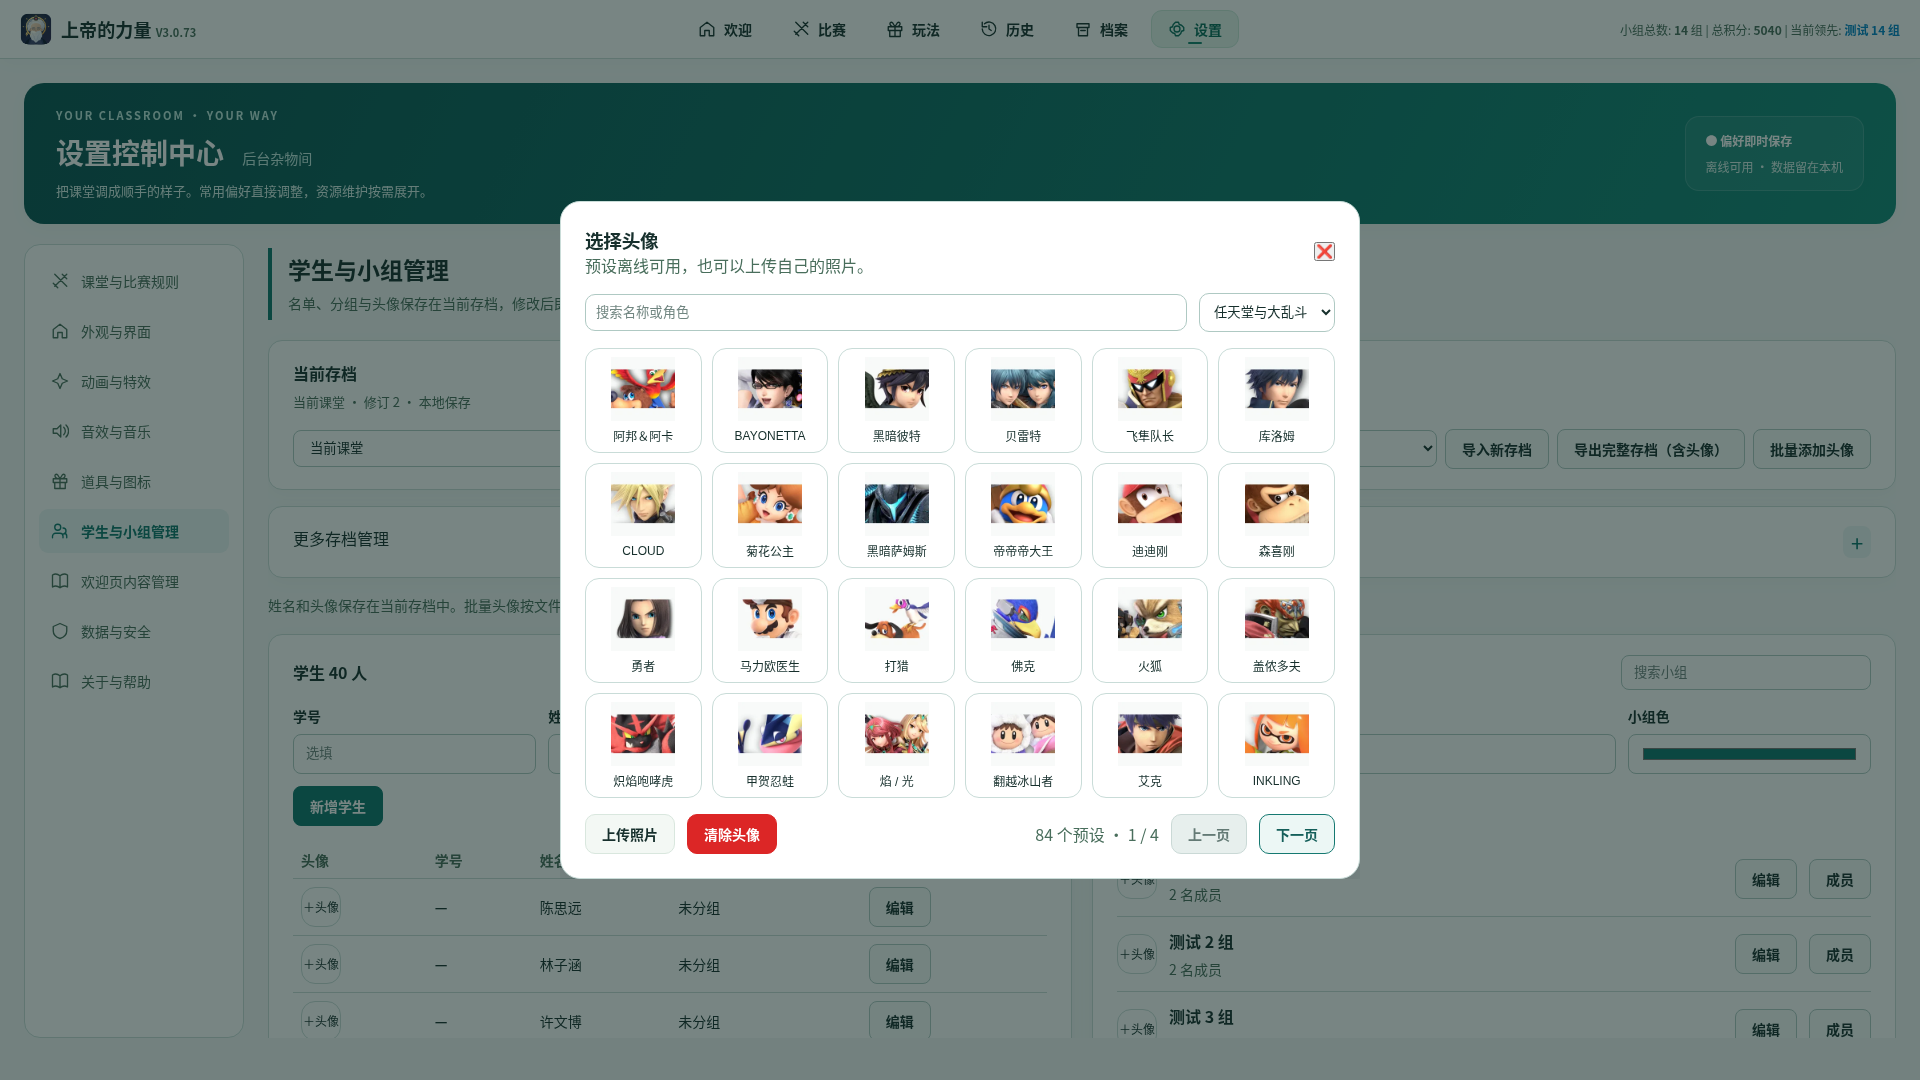 上帝的力量 V3.0.73
欢迎
比赛
玩法
历史
档案
设置
小组总数: 14 组 | 总积分: 5040 | 当前领先: 测试 14 组
YOUR CLASSROOM • YOUR WAY
设置控制中心 后台杂物间
把课堂调成顺手的样子。常用偏好直接调整，资源维护按需展开。
偏好即时保存
离线可用 • 数据留在本机
课堂与比赛规则
外观与界面
动画与特效
音效与音乐
道具与图标
学生与小组管理
欢迎页内容管理
数据与安全
关于与帮助
学生与小组管理
名单、分组与头像保存在当前存档，修改后
当前存档
当前课堂 • 修订 2 • 本地保存
当前课堂
导入新存档
导出完整存档（含头像）
批量添加头像
更多存档管理
+
姓名和头像保存在当前存档中。批量头像按文件
学生 40 人
学号
选填
新增学生
头像 学号
+头像 — 陈思远 未分组 编辑
+头像 — 林子涵 未分组 编辑
+头像 — 许文博 未分组 编辑
搜索小组
小组色
+头像
2 名成员
编辑 成员
+头像
测试 2 组
2 名成员
编辑 成员
+头像
测试 3 组
编辑 成员
选择头像
预设离线可用，也可以上传自己的照片。
搜索名称或角色
任天堂与大乱斗
阿邦＆阿卡
BAYONETTA
黑暗彼特
贝雷特
飞隼队长
库洛姆
CLOUD
菊花公主
黑暗萨姆斯
帝帝帝大王
迪迪刚
森喜刚
勇者
马力欧医生
打猎
佛克
火狐
盖侬多夫
炽焰咆哮虎
甲贺忍蛙
焰 / 光
翻越冰山者
艾克
INKLING
上传照片
清除头像
84 个预设 • 1 / 4
上一页
下一页